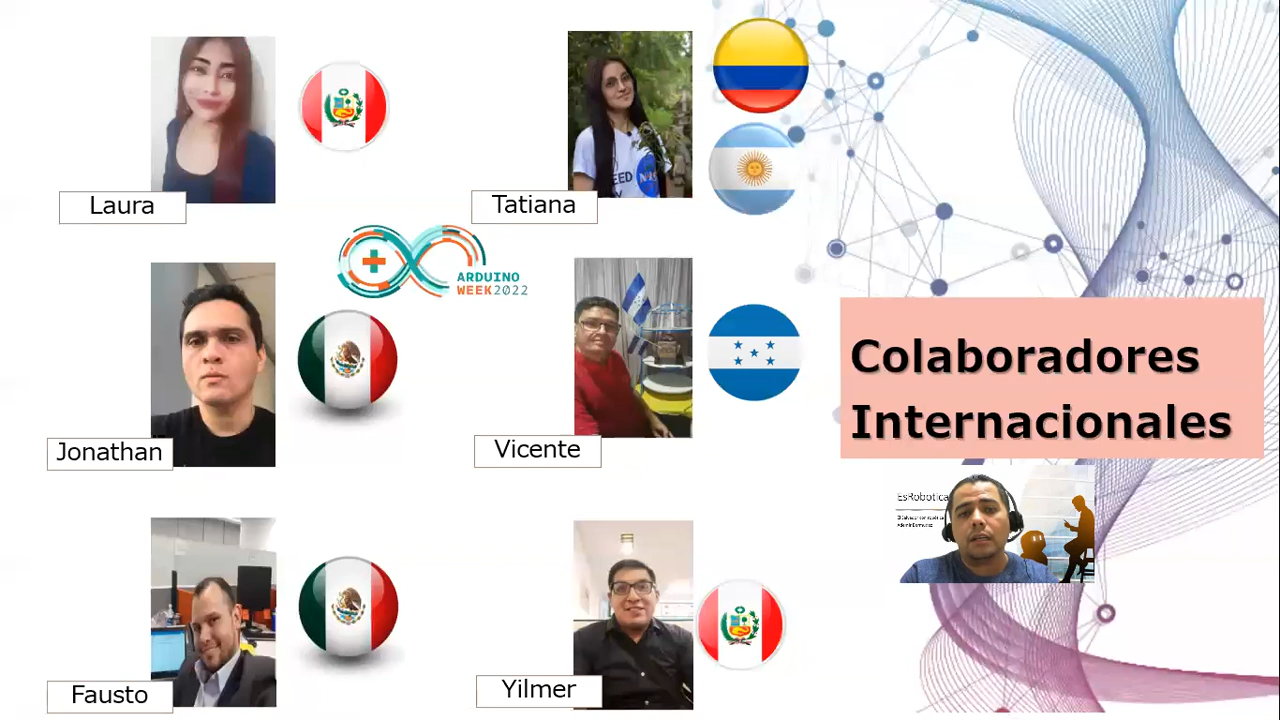 Laura
Tatiana
ARDUINO
WEEK2022
Jonathan
Vicente
Colaboradores
Internacionales
EsRobotica
Fausto
Yilmer